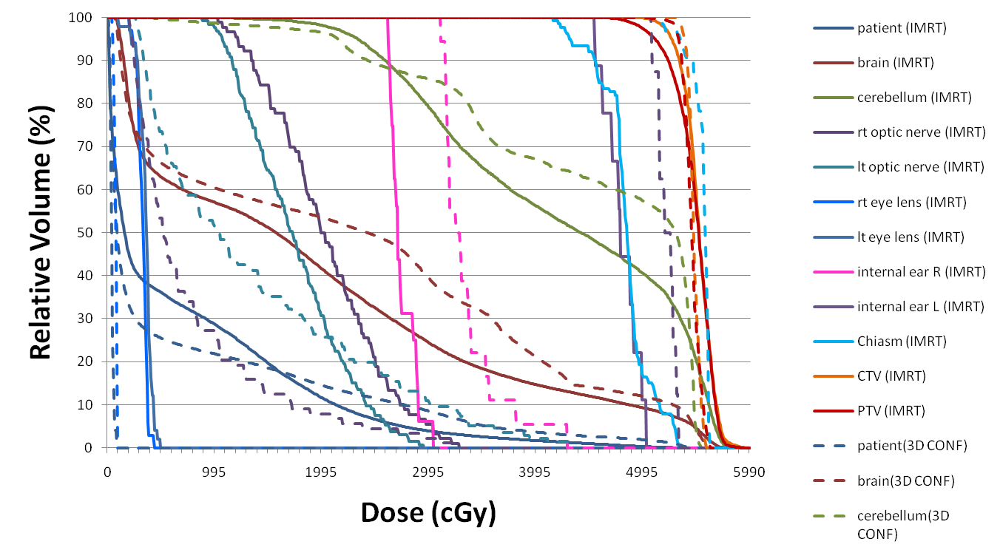 100
90
80
70
60
50
40
30
20
10
0
Relative Volume (%)
0 995 1995 2995 3995 4995 5990
Dose (cGy)
patient (IMRT)
brain (IMRT)
cerebellum (IMRT)
rt optic nerve (IMRT)
lt optic nerve (IMRT)
rt eye lens (IMRT)
lt eye lens (IMRT)
internal ear R (IMRT)
internal ear L (IMRT)
Chiasm (IMRT)
CTV (IMRT)
PTV (IMRT)
patient(3D CONF)
brain(3D CONF)
cerebellum(3D
CONF)